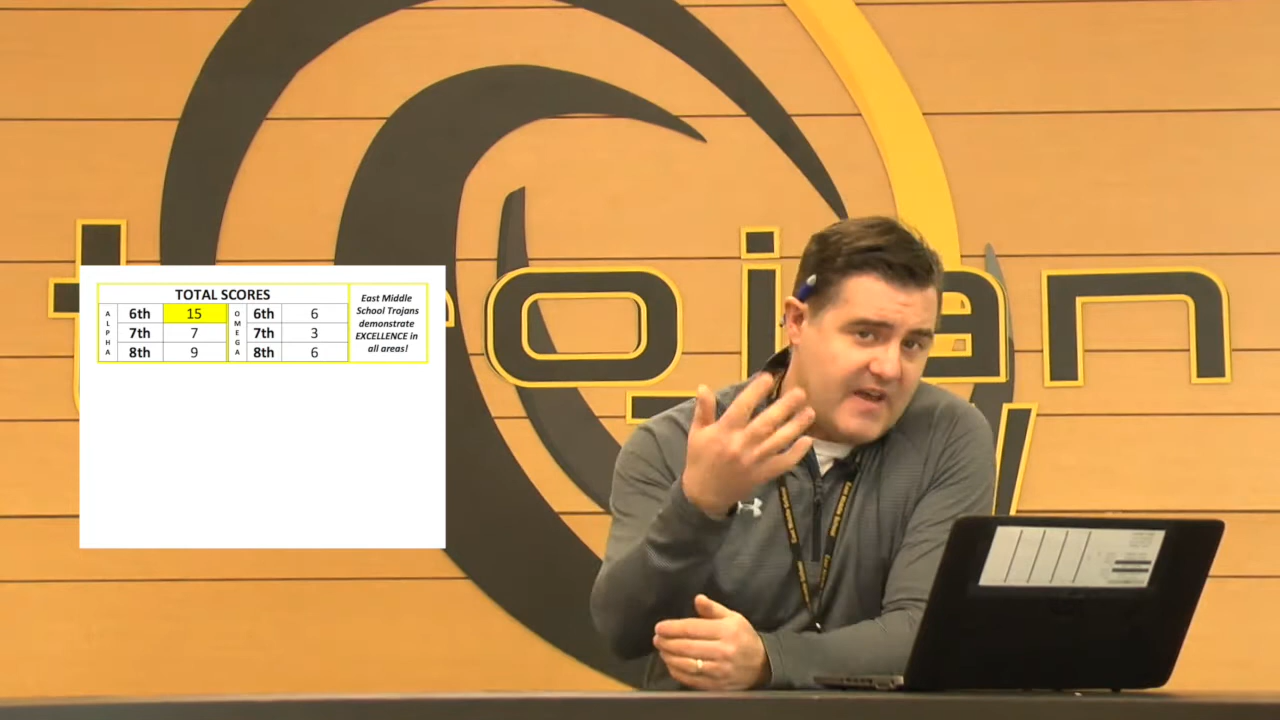 trojan
TOTAL SCORES
ALPHA
6th 15
7th 7
8th 9
OMEGA
6th 6
7th 3
8th 6
East Middle
School Trojans
demonstrate
EXCELLENCE in
all areas!